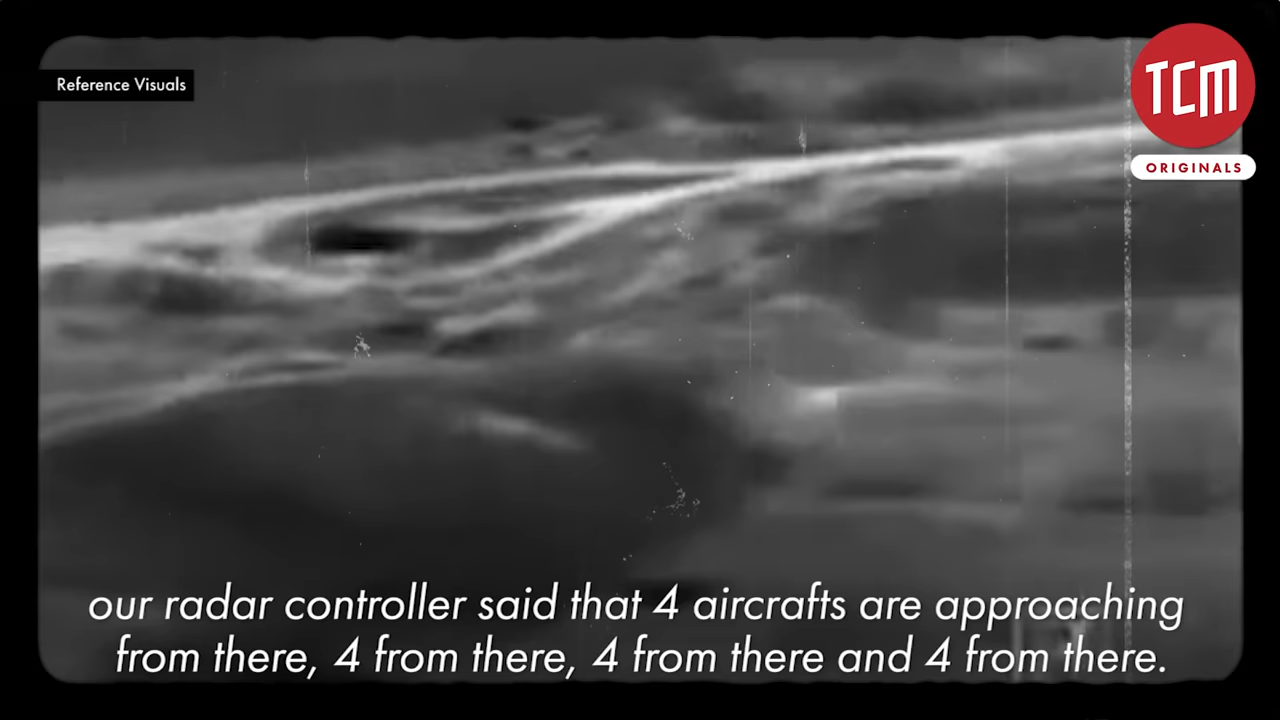 Reference Visuals
TCM
ORIGINALS
our radar controller said that 4 aircrafts are approaching
from there, 4 from there, 4 from there and 4 from there.